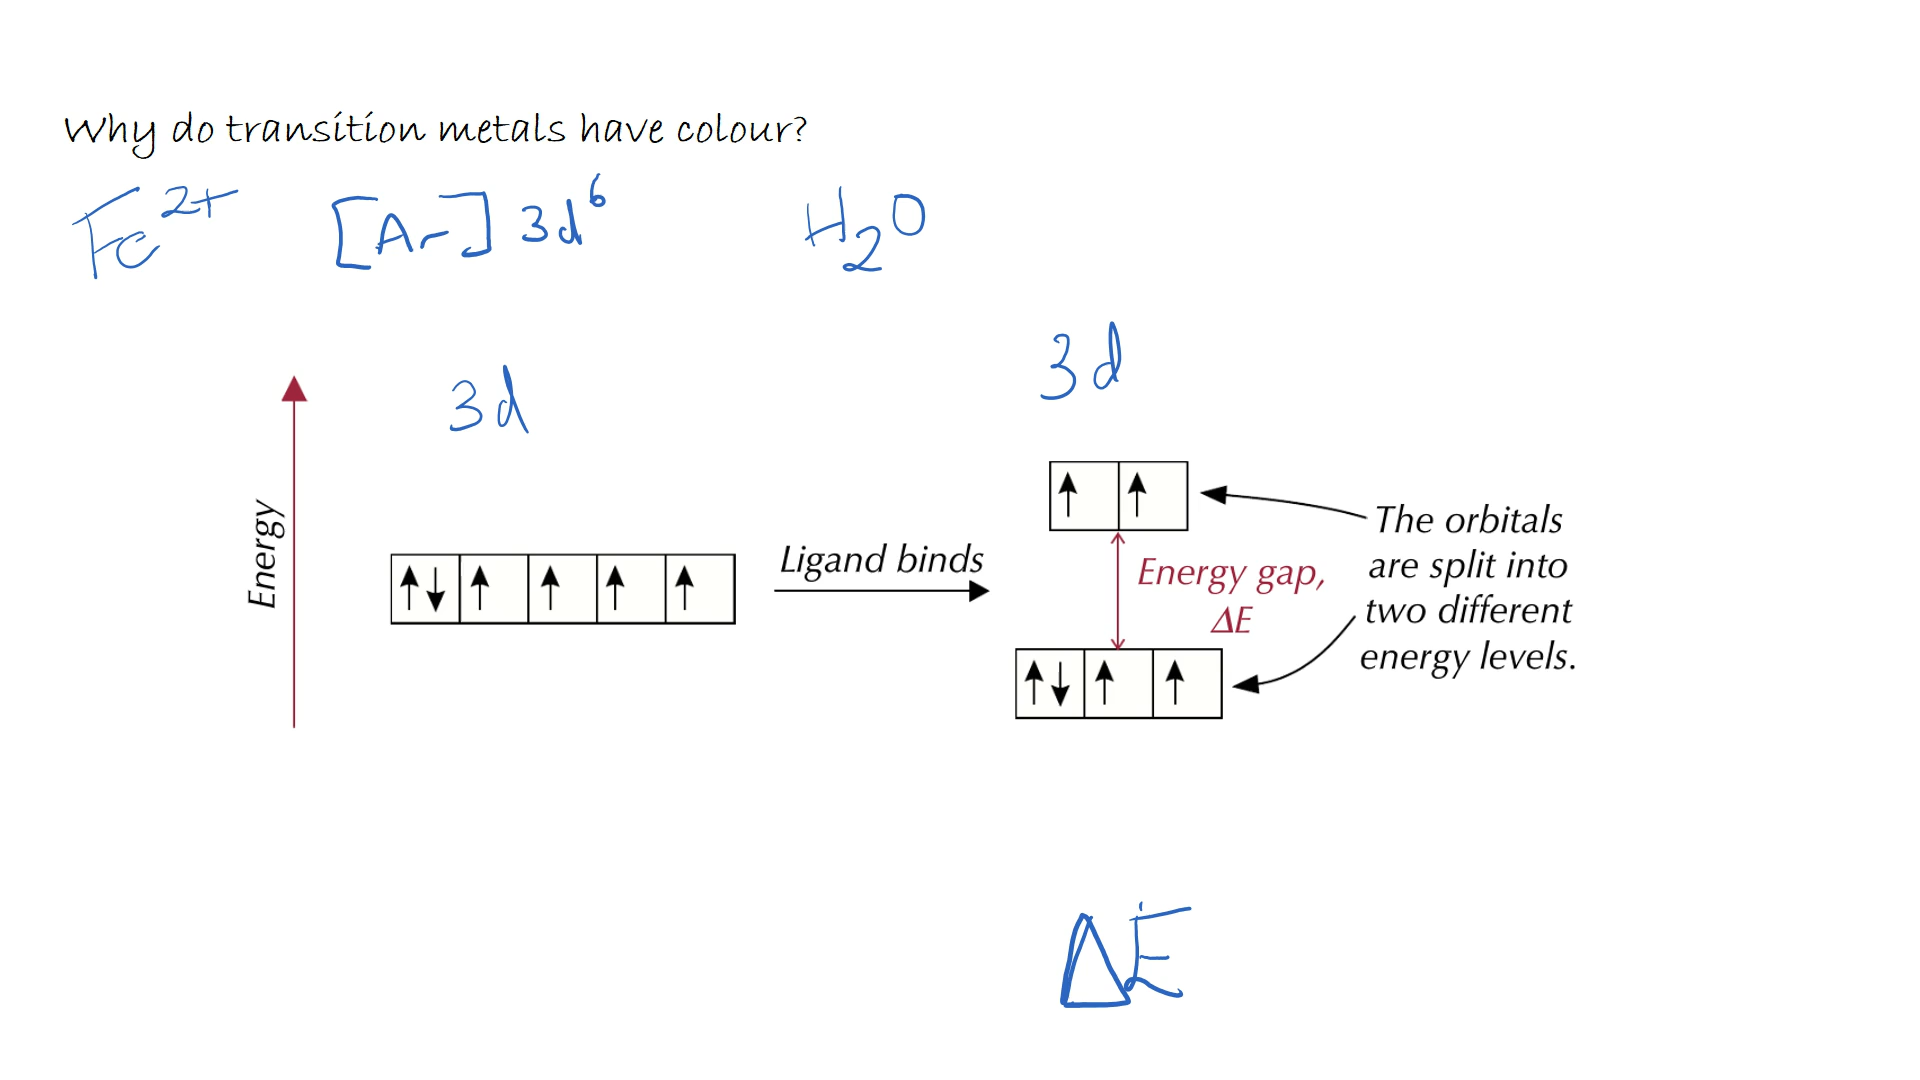 Why do transition metals have colour?
Fe2+ [Ar] 3d6 H2O
3d
3d
Energy
Ligand binds
Energy gap,
ΔE
The orbitals
are split into
two different
energy levels.
ΔE